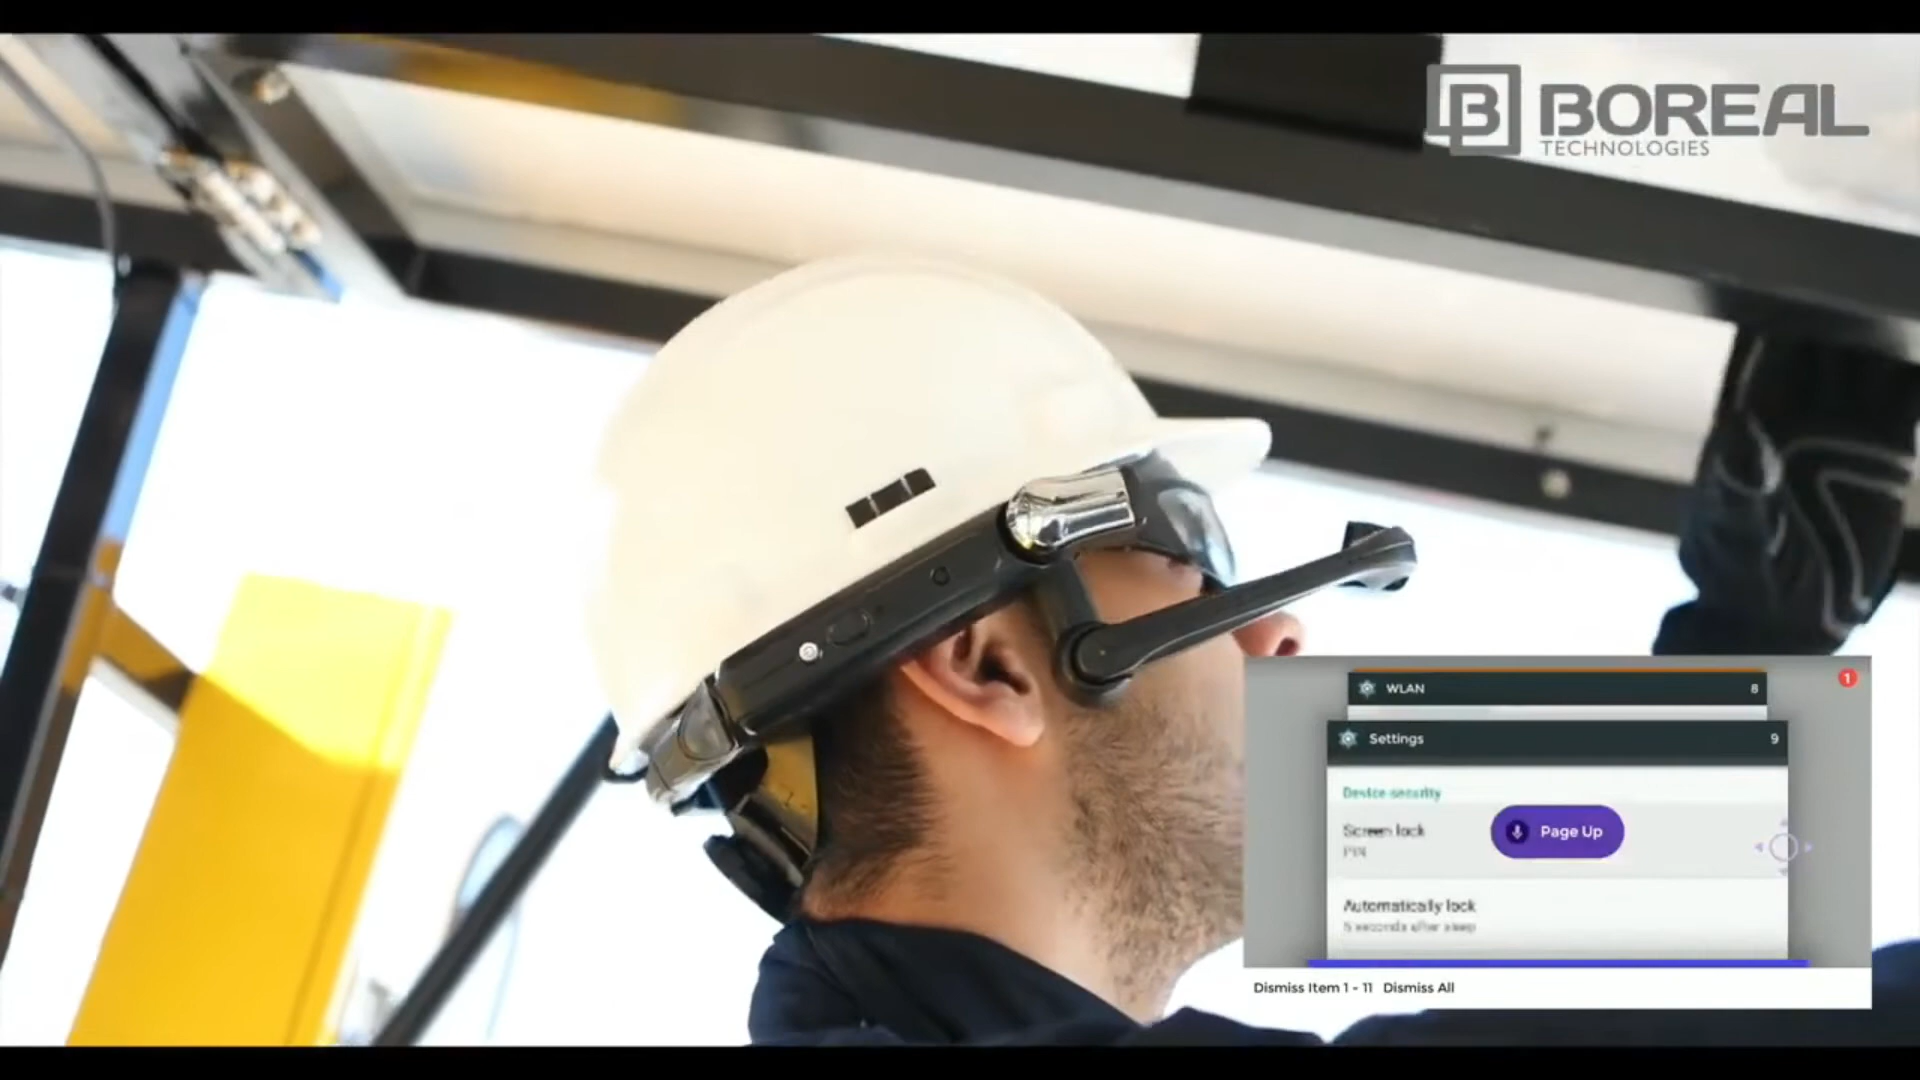 BOREAL
TECHNOLOGIES
WLAN 8
1
Settings 9
Device security
Screen lock
PIN
Page Up
Automatically lock
5 seconds after sleep
Dismiss Item 1 - 11 Dismiss All